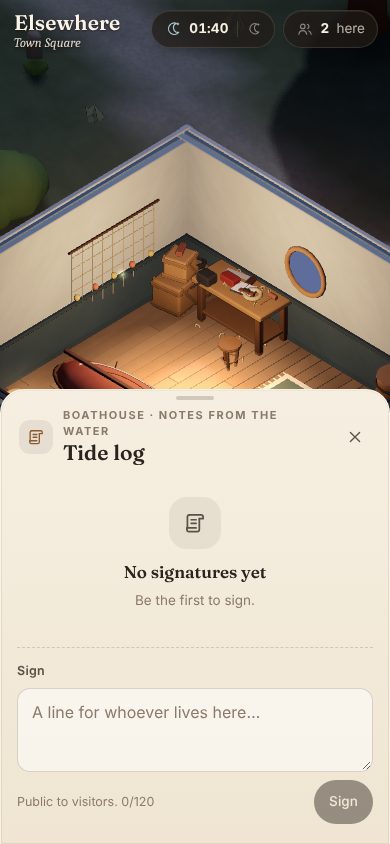 Elsewhere
Town Square
01:40
2 here
BOATHOUSE · NOTES FROM THE
WATER
Tide log
No signatures yet
Be the first to sign.
Sign
A line for whoever lives here...
Public to visitors. 0/120
Sign